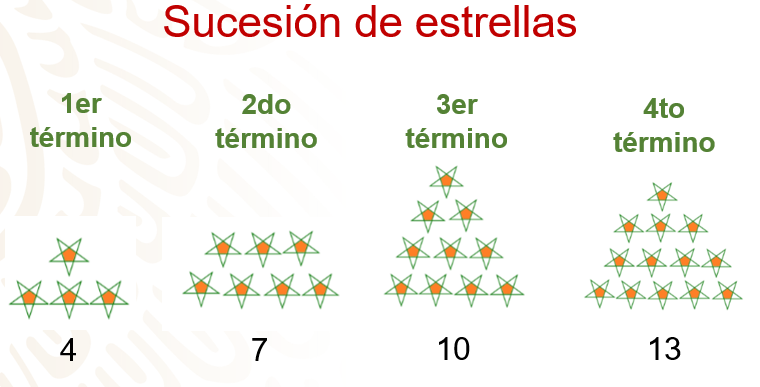 Sucesión de estrellas
1er
término
2do
término
3er
término
4to
término
4
7
10
13